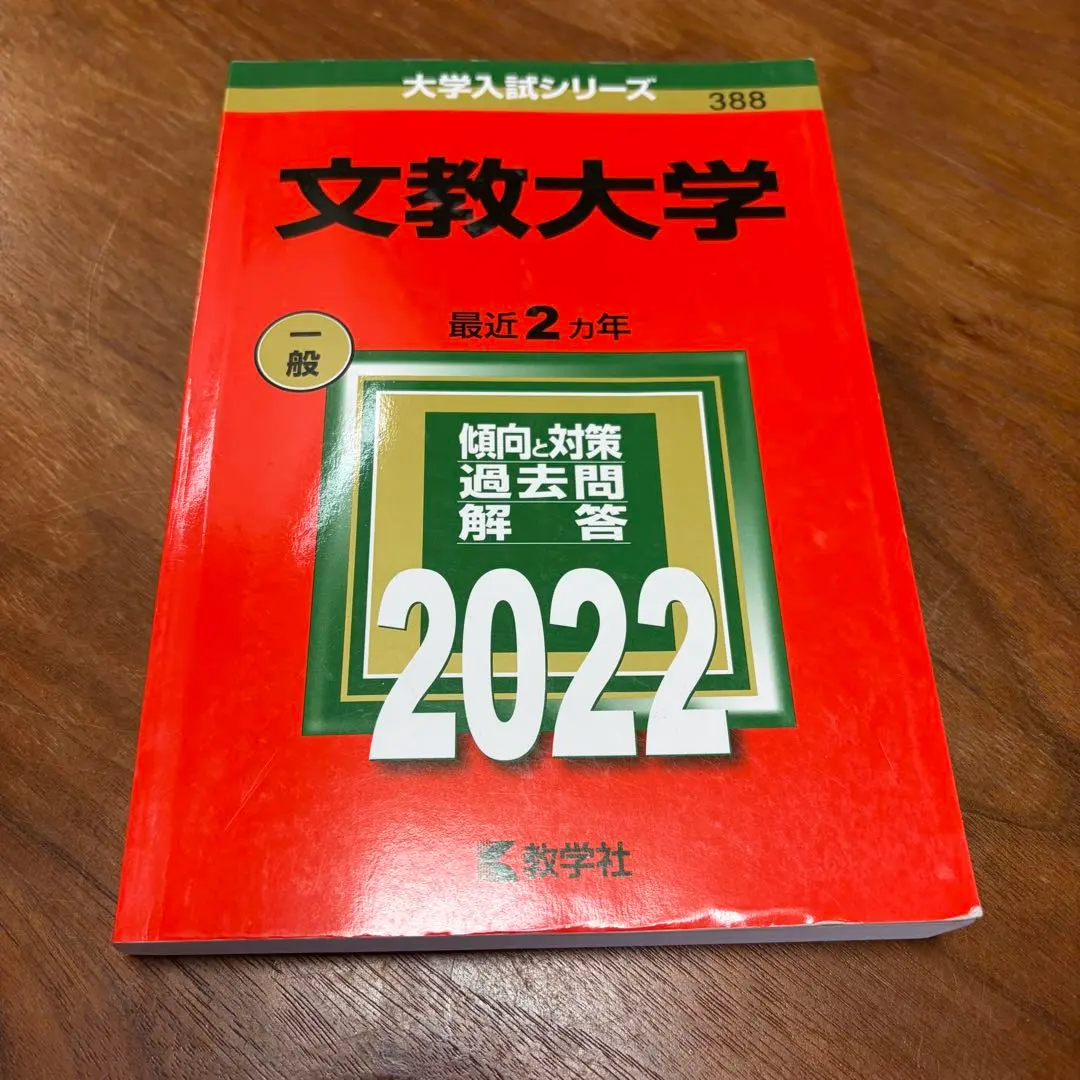 大学入試シリーズ
388
文教大学
最近2カ年
一般
傾向と対策
過去問
解答
2022
教学社